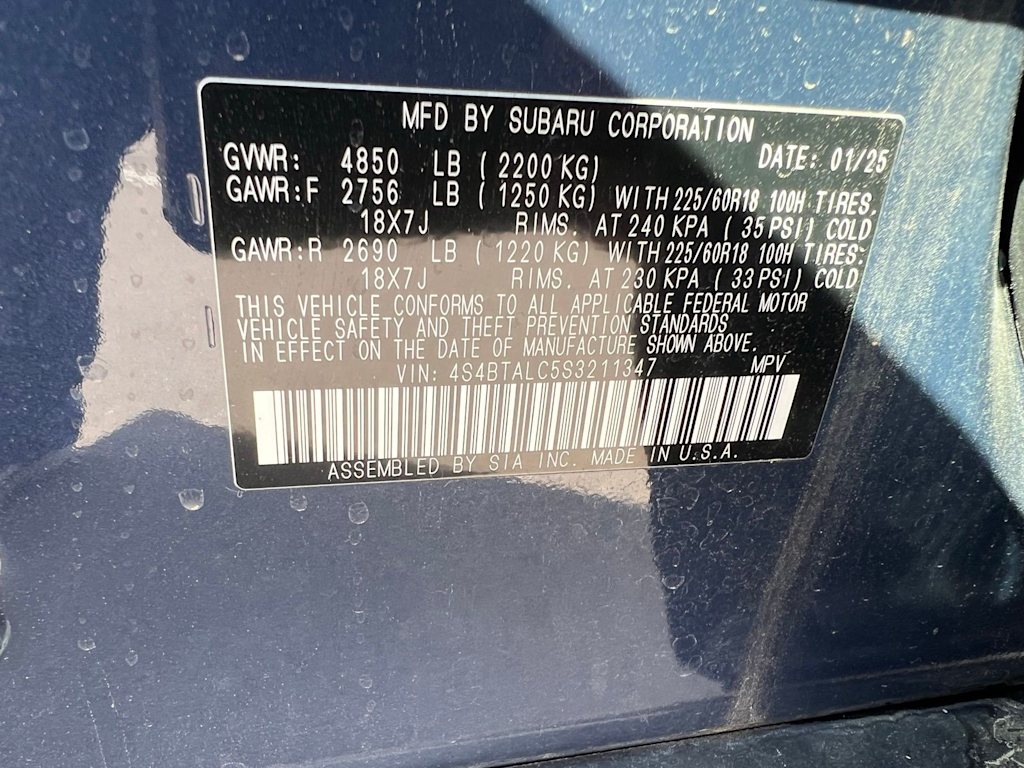 MFD BY SUBARU CORPORATION
GVWR: 4850 LB ( 2200 KG) DATE: 01/25
GAWR:F 2756 LB ( 1250 KG) WITH 225/60R18 100H TIRES,
18X7J RIMS. AT 240 KPA ( 35 PSI) COLD
GAWR:R 2690 LB ( 1220 KG) WITH 225/60R18 100H TIRES:
18X7J RIMS. AT 230 KPA ( 33 PSI) COLD
THIS VEHICLE CONFORMS TO ALL APPLICABLE FEDERAL MOTOR
VEHICLE SAFETY AND THEFT PREVENTION STANDARDS
IN EFFECT ON THE DATE OF MANUFACTURE SHOWN ABOVE.
VIN: 4S4BTALC5S3211347 MPV
ASSEMBLED BY SIA INC. MADE IN U.S.A.